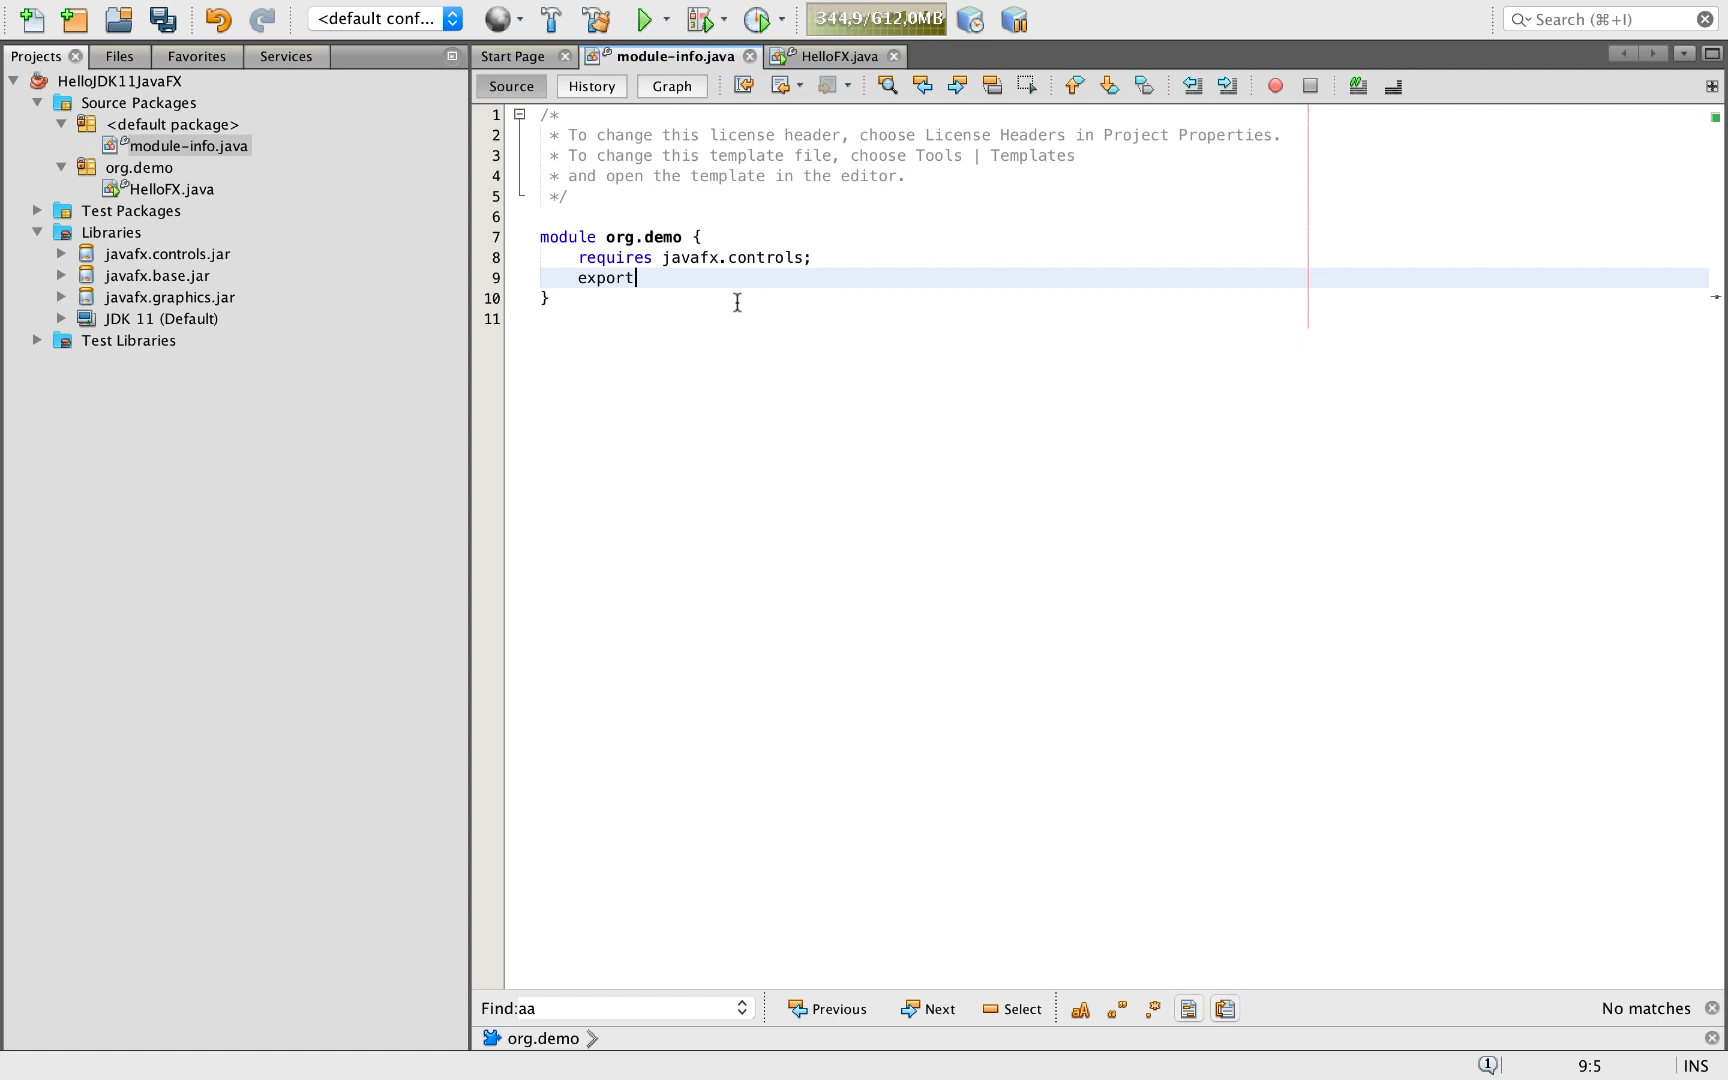 <default conf...
344,9/612,0MB
Search (⌘+I)
Projects
Files
Favorites
Services
Start Page
module-info.java
HelloFX.java
HelloJDK11JavaFX
Source Packages
<default package>
module-info.java
org.demo
HelloFX.java
Test Packages
Libraries
javafx.controls.jar
javafx.base.jar
javafx.graphics.jar
JDK 11 (Default)
Test Libraries
Source
History
Graph
1 /*
2 * To change this license header, choose License Headers in Project Properties.
3 * To change this template file, choose Tools | Templates
4 * and open the template in the editor.
5 */
6
7 module org.demo {
8 requires javafx.controls;
9 export
10 }
11
Find:aa
Previous
Next
Select
aA
No matches
org.demo
1
9:5
INS